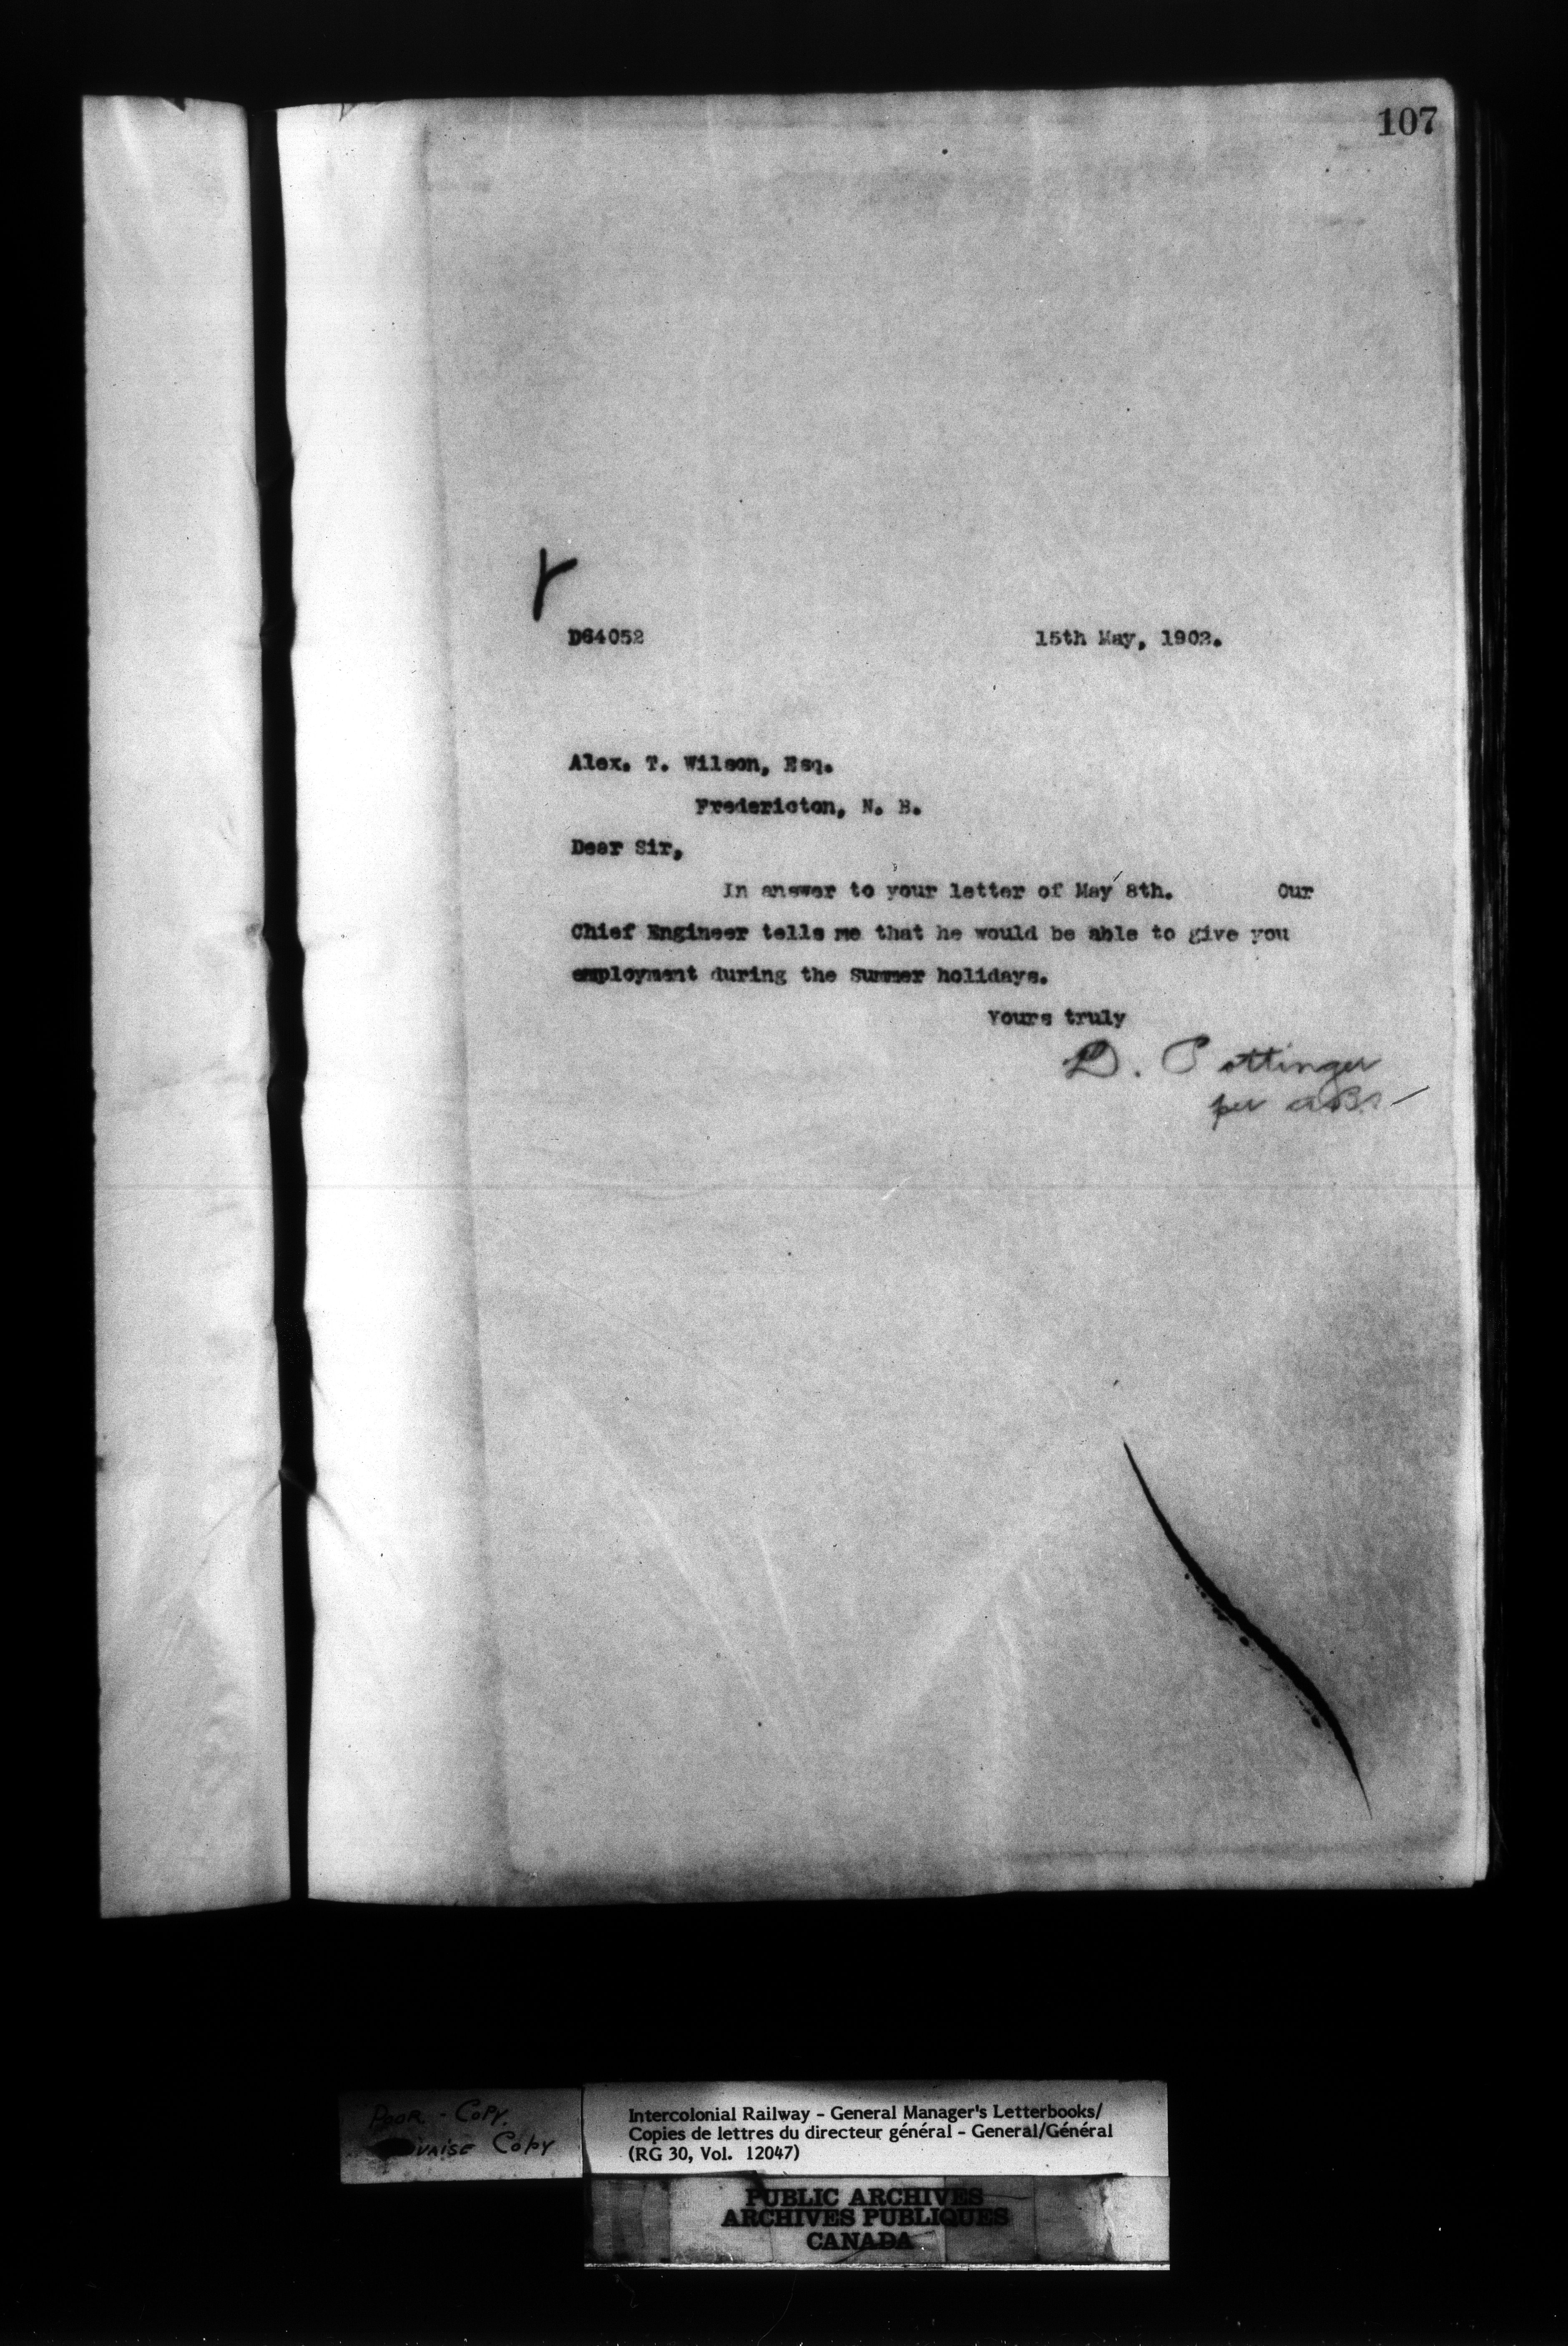 107
r
D64052 15th May, 1902.
Alex. T. Wilson, Esq.
Fredericton, N. B.
Dear Sir,
In answer to your letter of May 8th. Our
Chief Engineer tells me that he would be able to give you
employment during the Summer holidays.
Yours truly
D. Pottinger
per
POOR - COPY.
COPY
Intercolonial Railway - General Manager's Letterbooks/
Copies de lettres du directeur général - General/Général
(RG 30, Vol. 12047)
PUBLIC ARCHIVES
ARCHIVES PUBLIQUES
CANADA